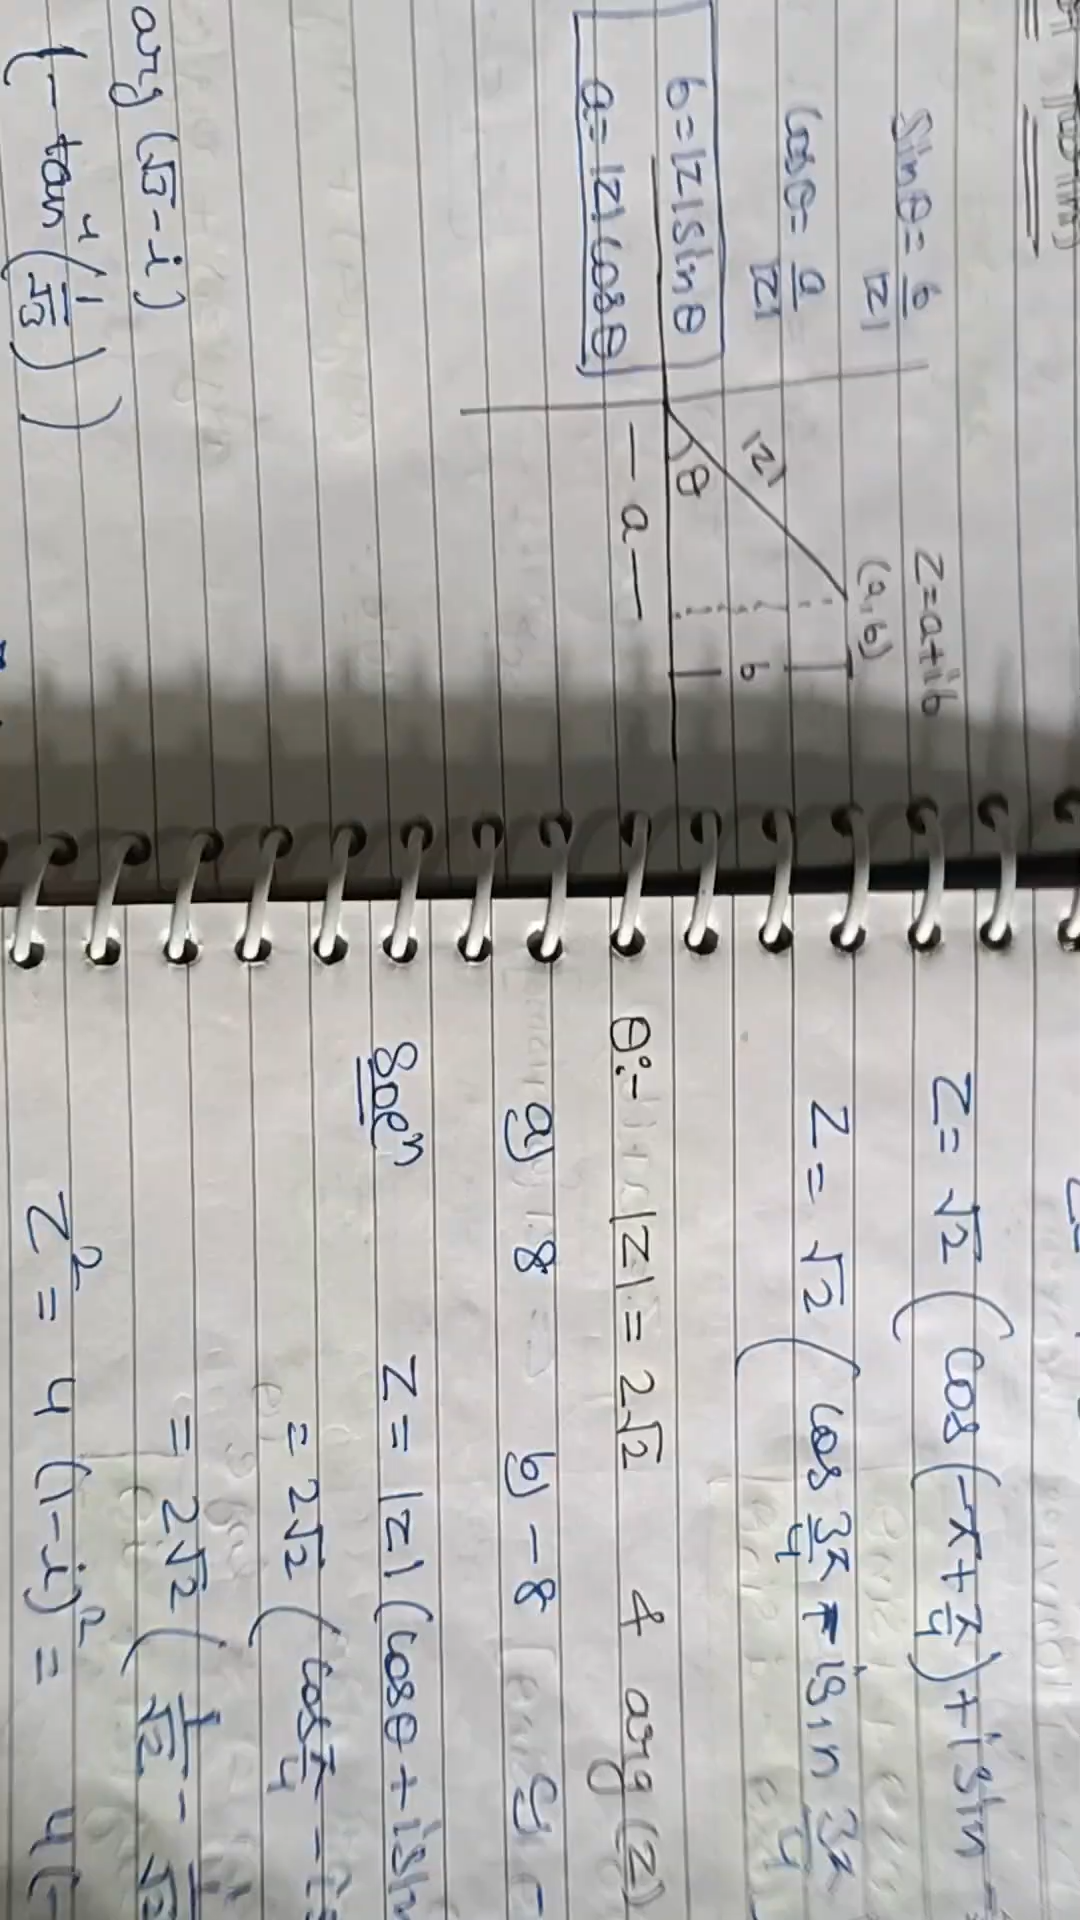 Sinθ = b/|z|
Cosθ = a/|z|
b = |z| sinθ
a = |z| cosθ
Z = a + ib
(a, b)
|z|
θ
b
— a —
arg (√3 - i)
(- tan⁻¹ (1/√3))
Z = √2 (cos (-π + π/4) + i sin
Z = √2 (cos 3π/4 - i sin 3π/4
Q:- |z| = 2√2 & arg (z)
a) 8 b) - 8
Solⁿ Z = |z| (cosθ + i sin
= 2√2 (cos π/4 - i
= 2√2 (1/√2 - i/√2
Z² = 4 (1 - i)² = 4 (